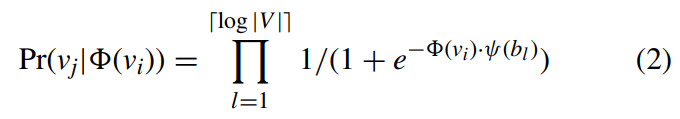 Pr(v_j|Φ(v_i)) = ∏_{l=1}^{⌈log |V|⌉} 1/(1 + e^{−Φ(v_i)·ψ(b_l)}) (2)